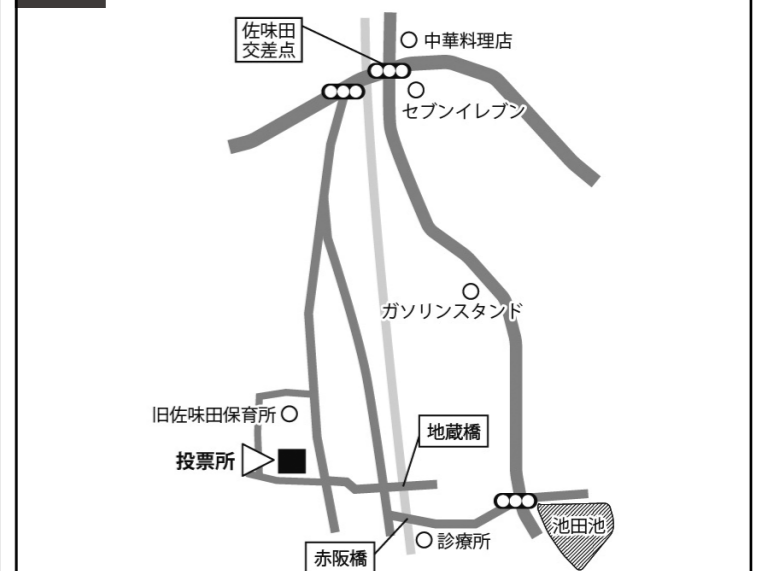 佐味田
交差点
中華料理店
セブンイレブン
ガソリンスタンド
旧佐味田保育所
地蔵橋
投票所
池田池
診療所
赤阪橋